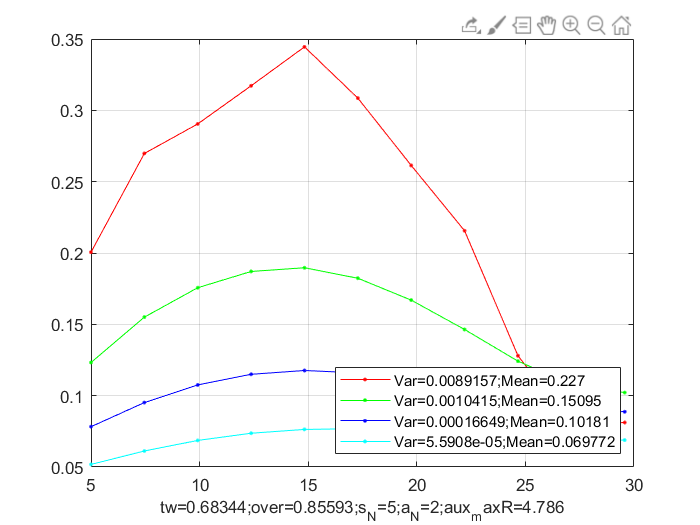 0.35
0.3
0.25
0.2
0.15
0.1
0.05
Var=0.0089157;Mean=0.227
Var=0.0010415;Mean=0.15095
Var=0.00016649;Mean=0.10181
Var=5.5908e-05;Mean=0.069772
5 10 15 20 25 30
tw=0.68344;over=0.85593;s_N=5;a_N=2;aux_maxR=4.786